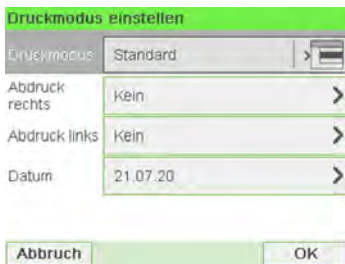 Druckmodus einstellen
Druckmodus Standard
Abdruck rechts Kein
Abdruck links Kein
Datum 21.07.20
Abbruch OK